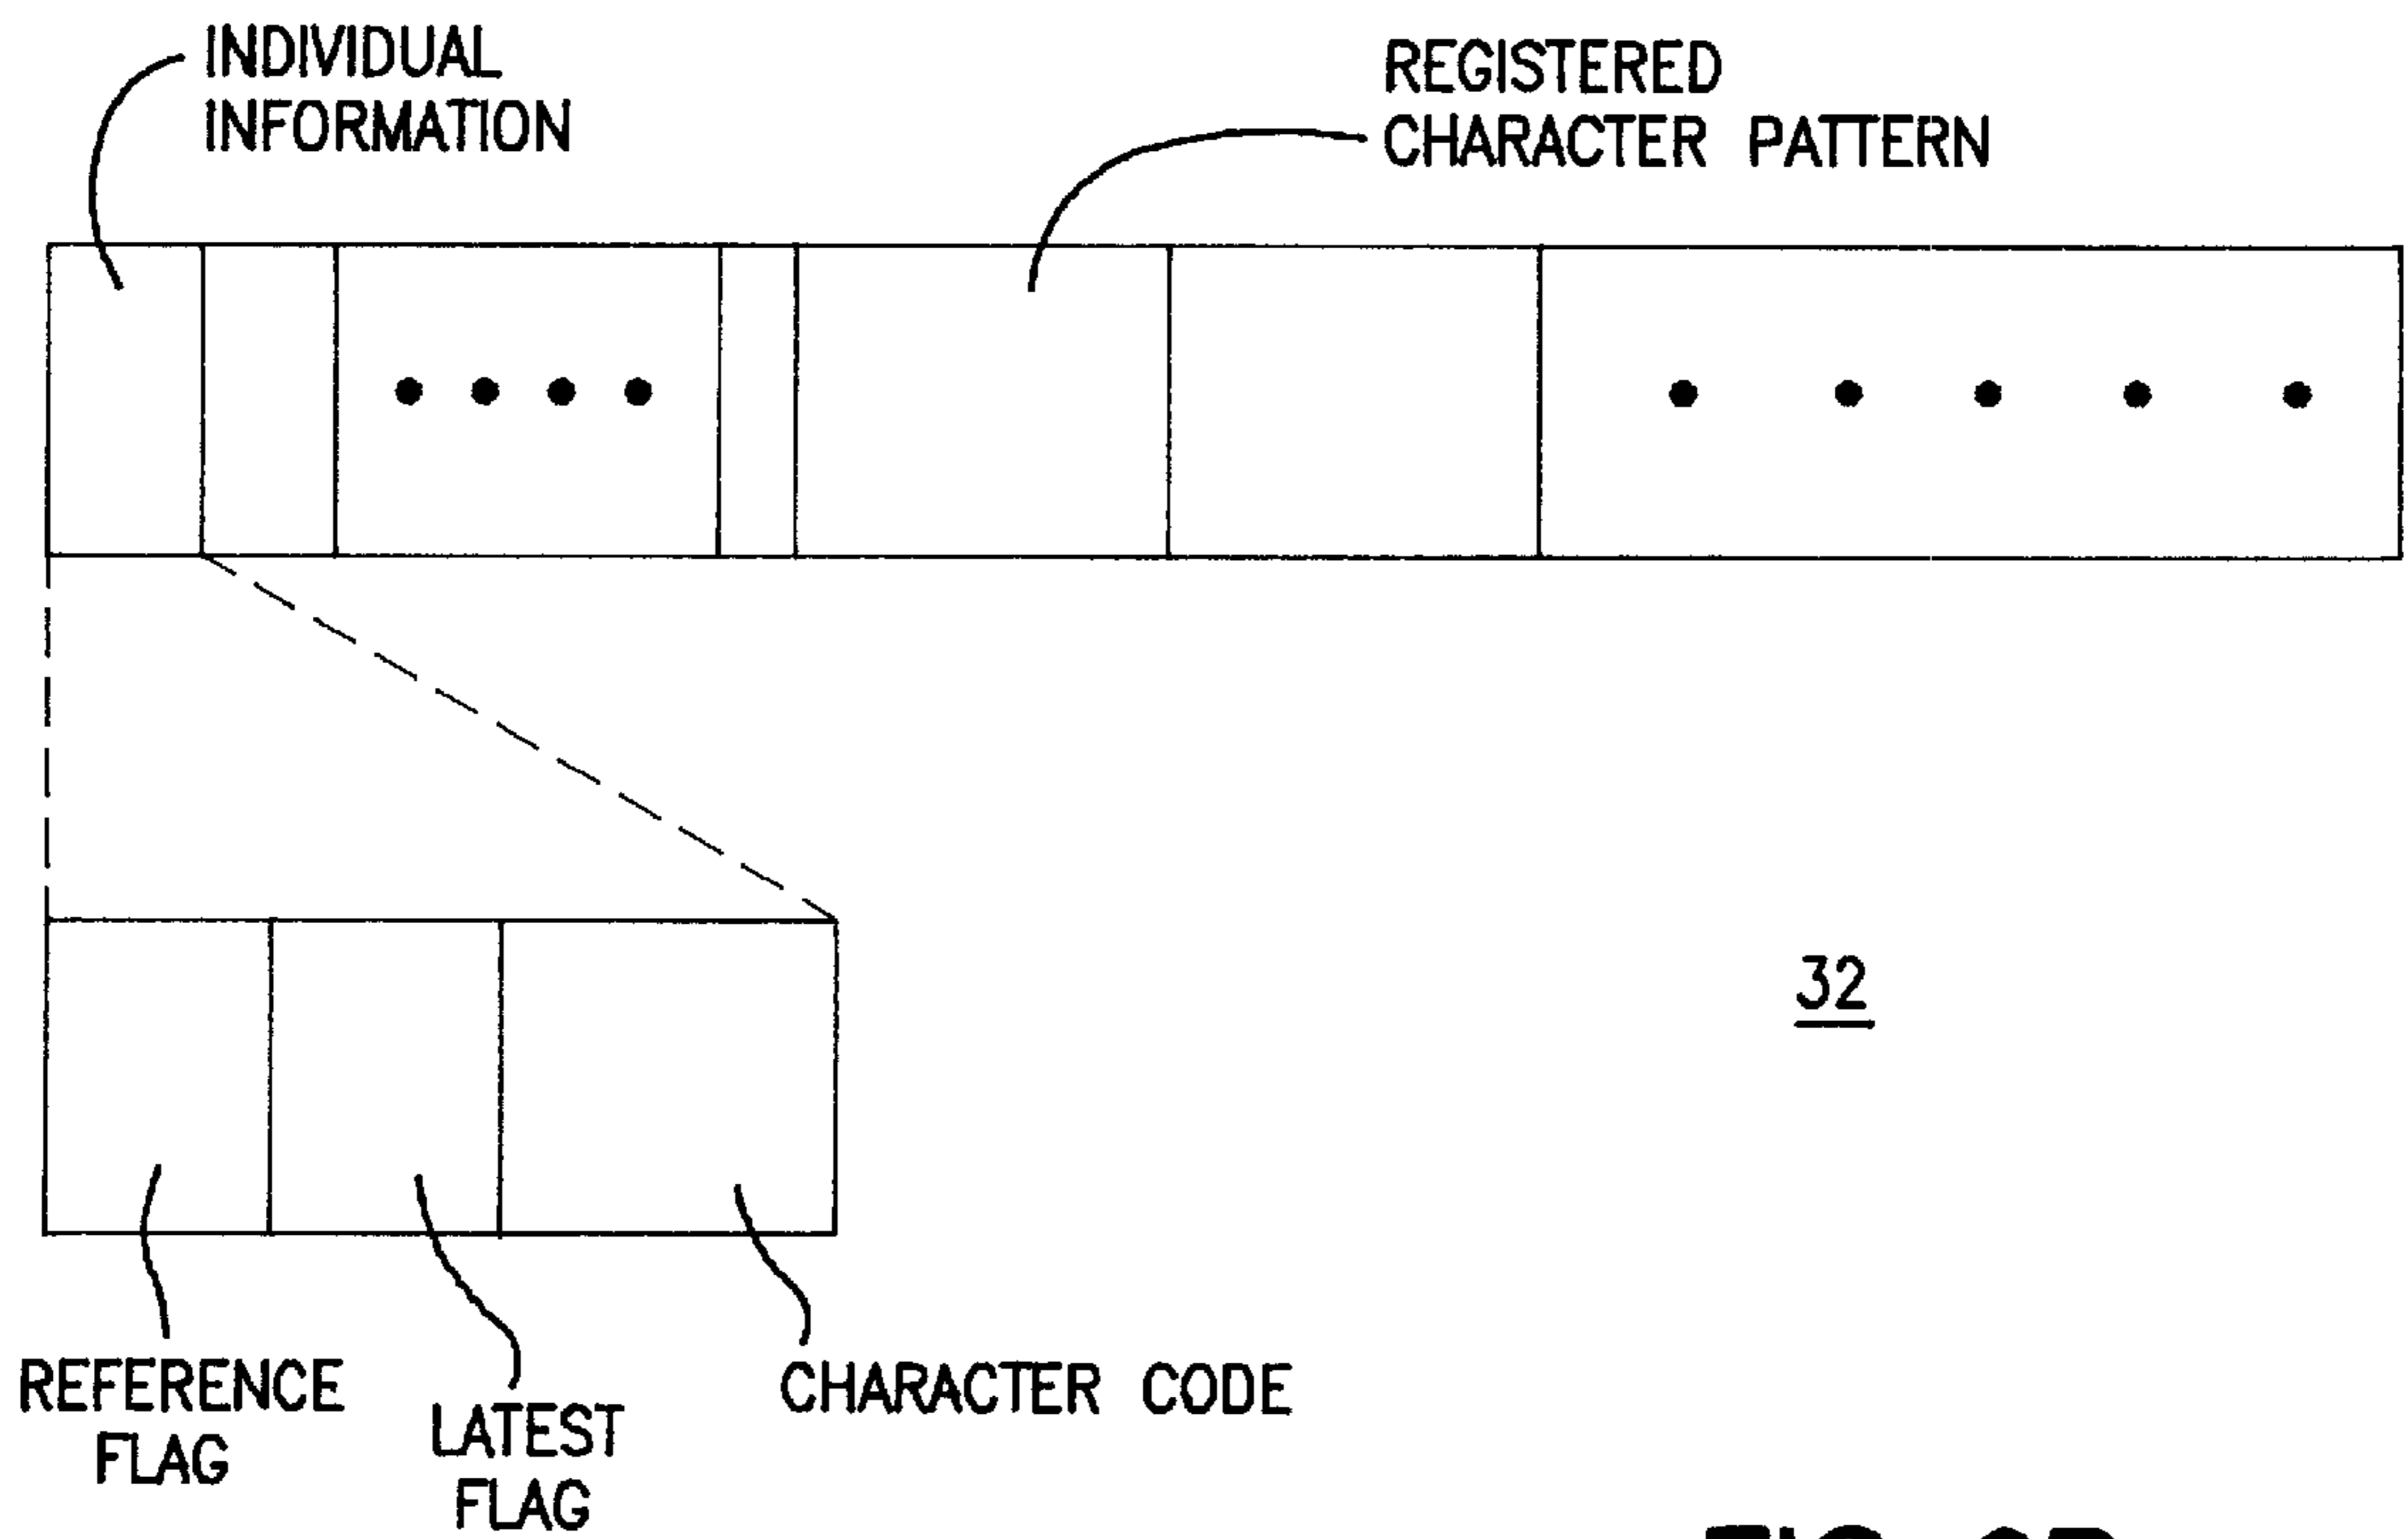 INDIVIDUAL
INFORMATION
REGISTERED
CHARACTER PATTERN
32
REFERENCE
FLAG
LATEST
FLAG
CHARACTER CODE